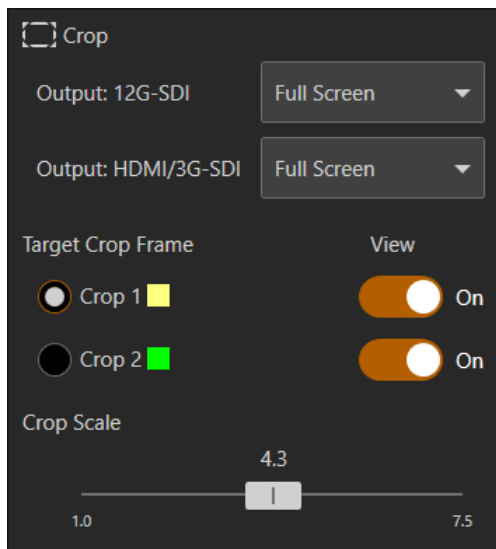 Crop
Output: 12G-SDI Full Screen
Output: HDMI/3G-SDI Full Screen
Target Crop Frame View
Crop 1 On
Crop 2 On
Crop Scale
4.3
1.0 7.5